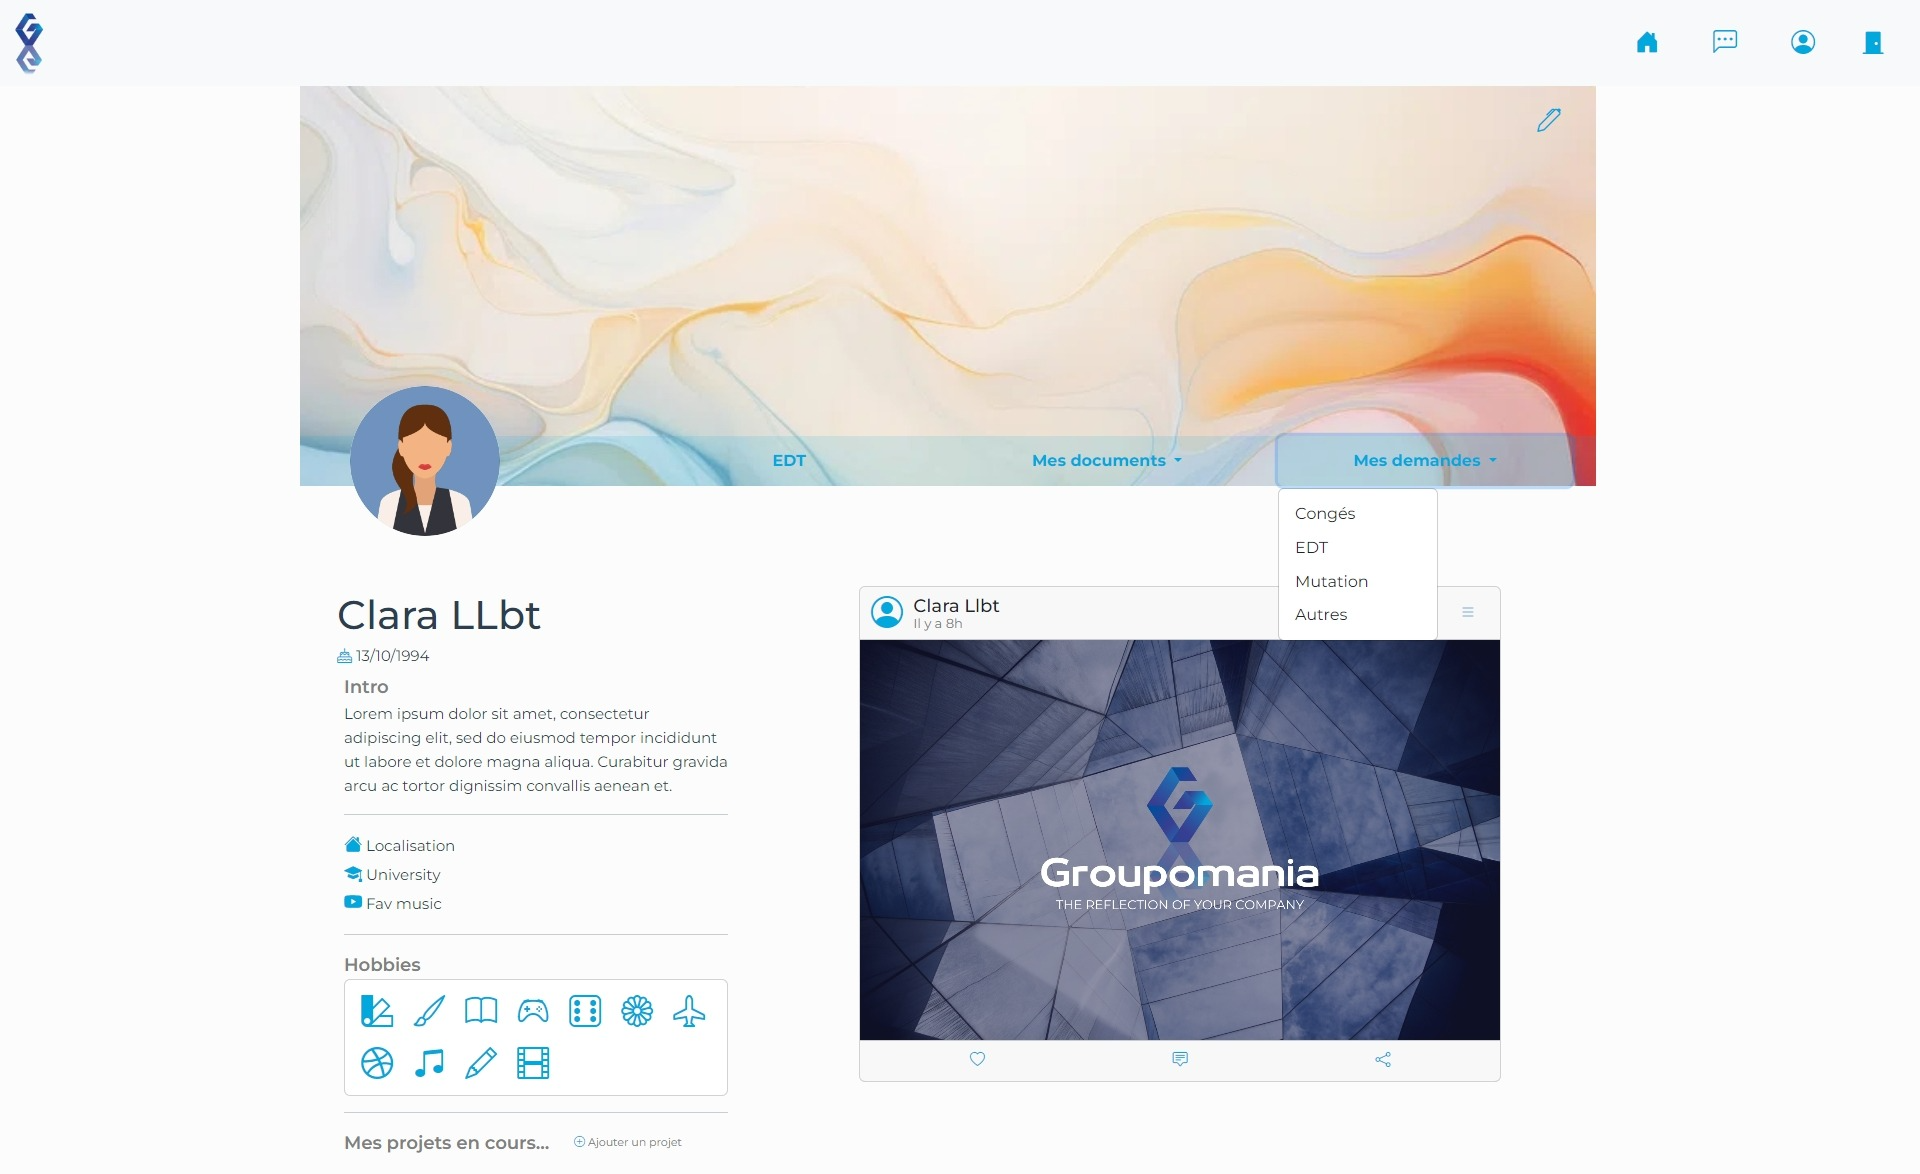 EDT
Mes documents
Mes demandes
Congés
EDT
Mutation
Autres
Clara LLbt
13/10/1994
Intro
Lorem ipsum dolor sit amet, consectetur
adipiscing elit, sed do eiusmod tempor incididunt
ut labore et dolore magna aliqua. Curabitur gravida
arcu ac tortor dignissim convallis aenean et.
Localisation
University
Fav music
Hobbies
Mes projets en cours...
Ajouter un projet
Clara Llbt
Il y a 8h
Groupomania
THE REFLECTION OF YOUR COMPANY